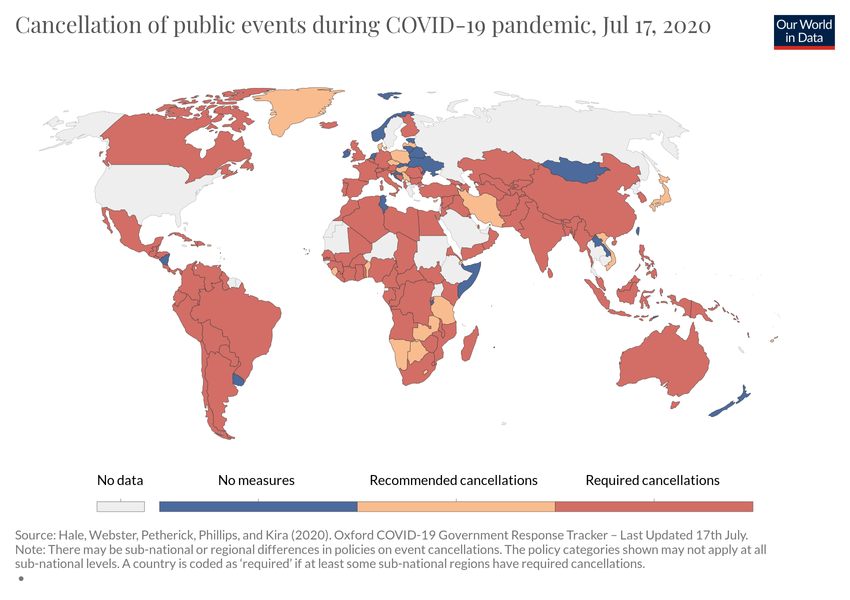 Cancellation of public events during COVID-19 pandemic, Jul 17, 2020
Our World
in Data
No data
No measures
Recommended cancellations
Required cancellations
Source: Hale, Webster, Petherick, Phillips, and Kira (2020). Oxford COVID-19 Government Response Tracker – Last Updated 17th July.
Note: There may be sub-national or regional differences in policies on event cancellations. The policy categories shown may not apply at all
sub-national levels. A country is coded as ‘required’ if at least some sub-national regions have required cancellations.